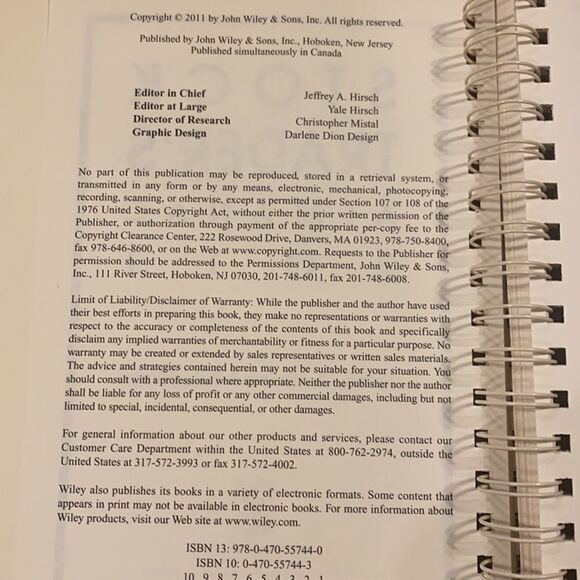 Copyright © 2011 by John Wiley & Sons, Inc. All rights reserved.
Published by John Wiley & Sons, Inc., Hoboken, New Jersey
Published simultaneously in Canada
Editor in Chief Jeffrey A. Hirsch
Editor at Large Yale Hirsch
Director of Research Christopher Mistal
Graphic Design Darlene Dion Design
No part of this publication may be reproduced, stored in a retrieval system, or
transmitted in any form or by any means, electronic, mechanical, photocopying,
recording, scanning, or otherwise, except as permitted under Section 107 or 108 of the
1976 United States Copyright Act, without either the prior written permission of the
Publisher, or authorization through payment of the appropriate per-copy fee to the
Copyright Clearance Center, 222 Rosewood Drive, Danvers, MA 01923, 978-750-8400,
fax 978-646-8600, or on the Web at www.copyright.com. Requests to the Publisher for
permission should be addressed to the Permissions Department, John Wiley & Sons,
Inc., 111 River Street, Hoboken, NJ 07030, 201-748-6011, fax 201-748-6008.
Limit of Liability/Disclaimer of Warranty: While the publisher and the author have used
their best efforts in preparing this book, they make no representations or warranties with
respect to the accuracy or completeness of the contents of this book and specifically
disclaim any implied warranties of merchantability or fitness for a particular purpose. No
warranty may be created or extended by sales representatives or written sales materials.
The advice and strategies contained herein may not be suitable for your situation. You
should consult with a professional where appropriate. Neither the publisher nor the author
shall be liable for any loss of profit or any other commercial damages, including but not
limited to special, incidental, consequential, or other damages.
For general information about our other products and services, please contact our
Customer Care Department within the United States at 800-762-2974, outside the
United States at 317-572-3993 or fax 317-572-4002.
Wiley also publishes its books in a variety of electronic formats. Some content that
appears in print may not be available in electronic books. For more information about
Wiley products, visit our Web site at www.wiley.com.
ISBN 13: 978-0-470-55744-0
ISBN 10: 0-470-55744-3
10 9 8 7 6 5 4 3 2 1